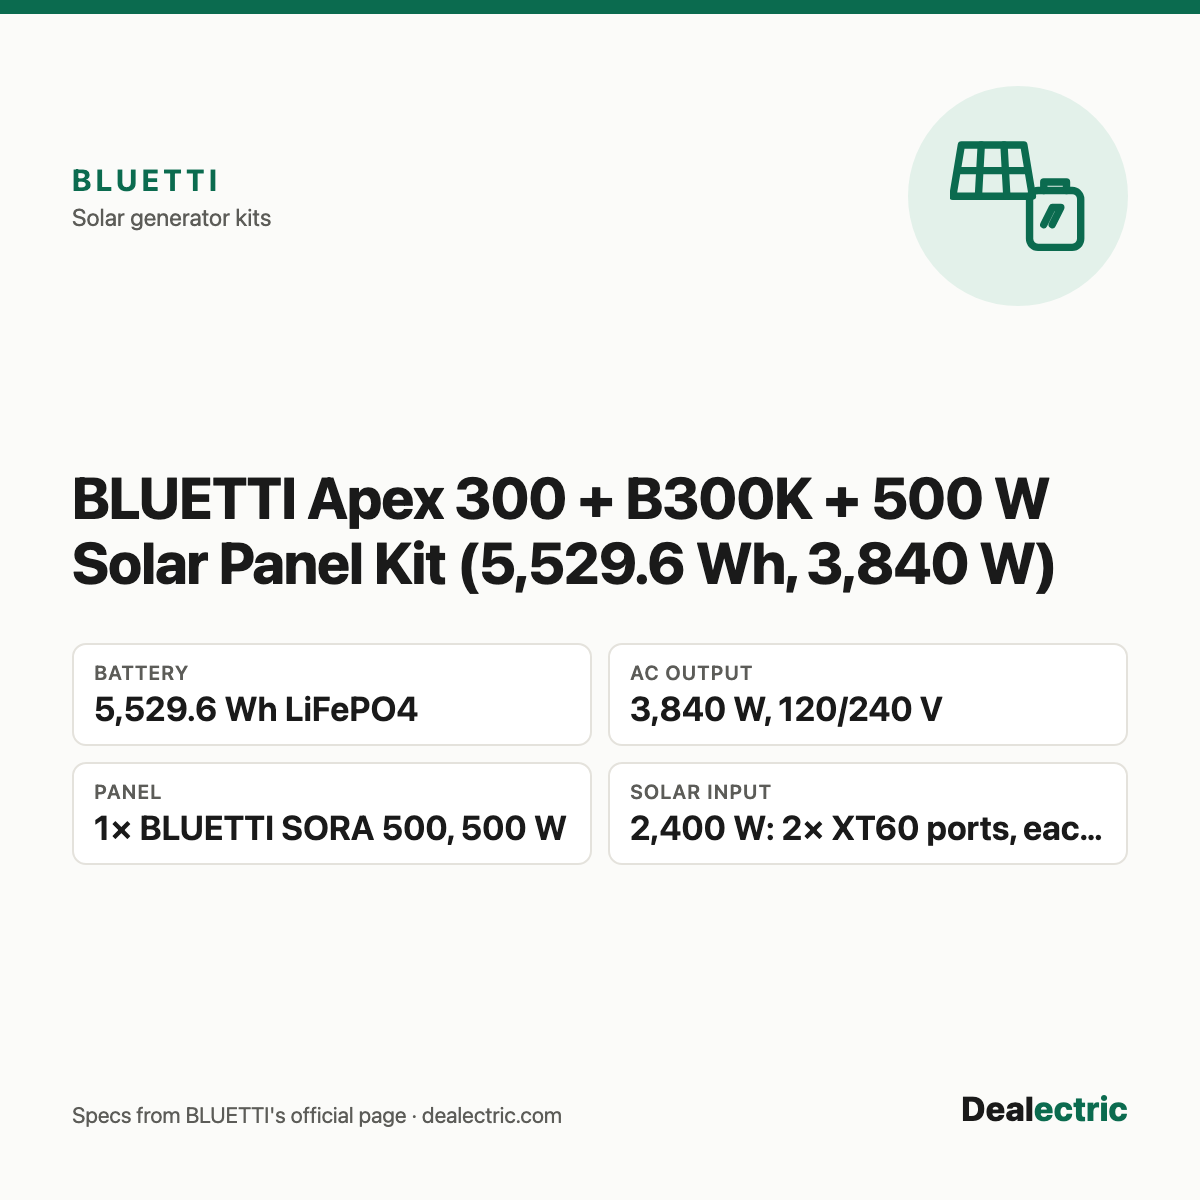 BLUETTI
Solar generator kits
BLUETTI Apex 300 + B300K + 500 W
Solar Panel Kit (5,529.6 Wh, 3,840 W)
BATTERY
5,529.6 Wh LiFePO4
AC OUTPUT
3,840 W, 120/240 V
PANEL
1× BLUETTI SORA 500, 500 W
SOLAR INPUT
2,400 W: 2× XT60 ports, eac...
Specs from BLUETTI's official page · dealectric.com
Dealectric